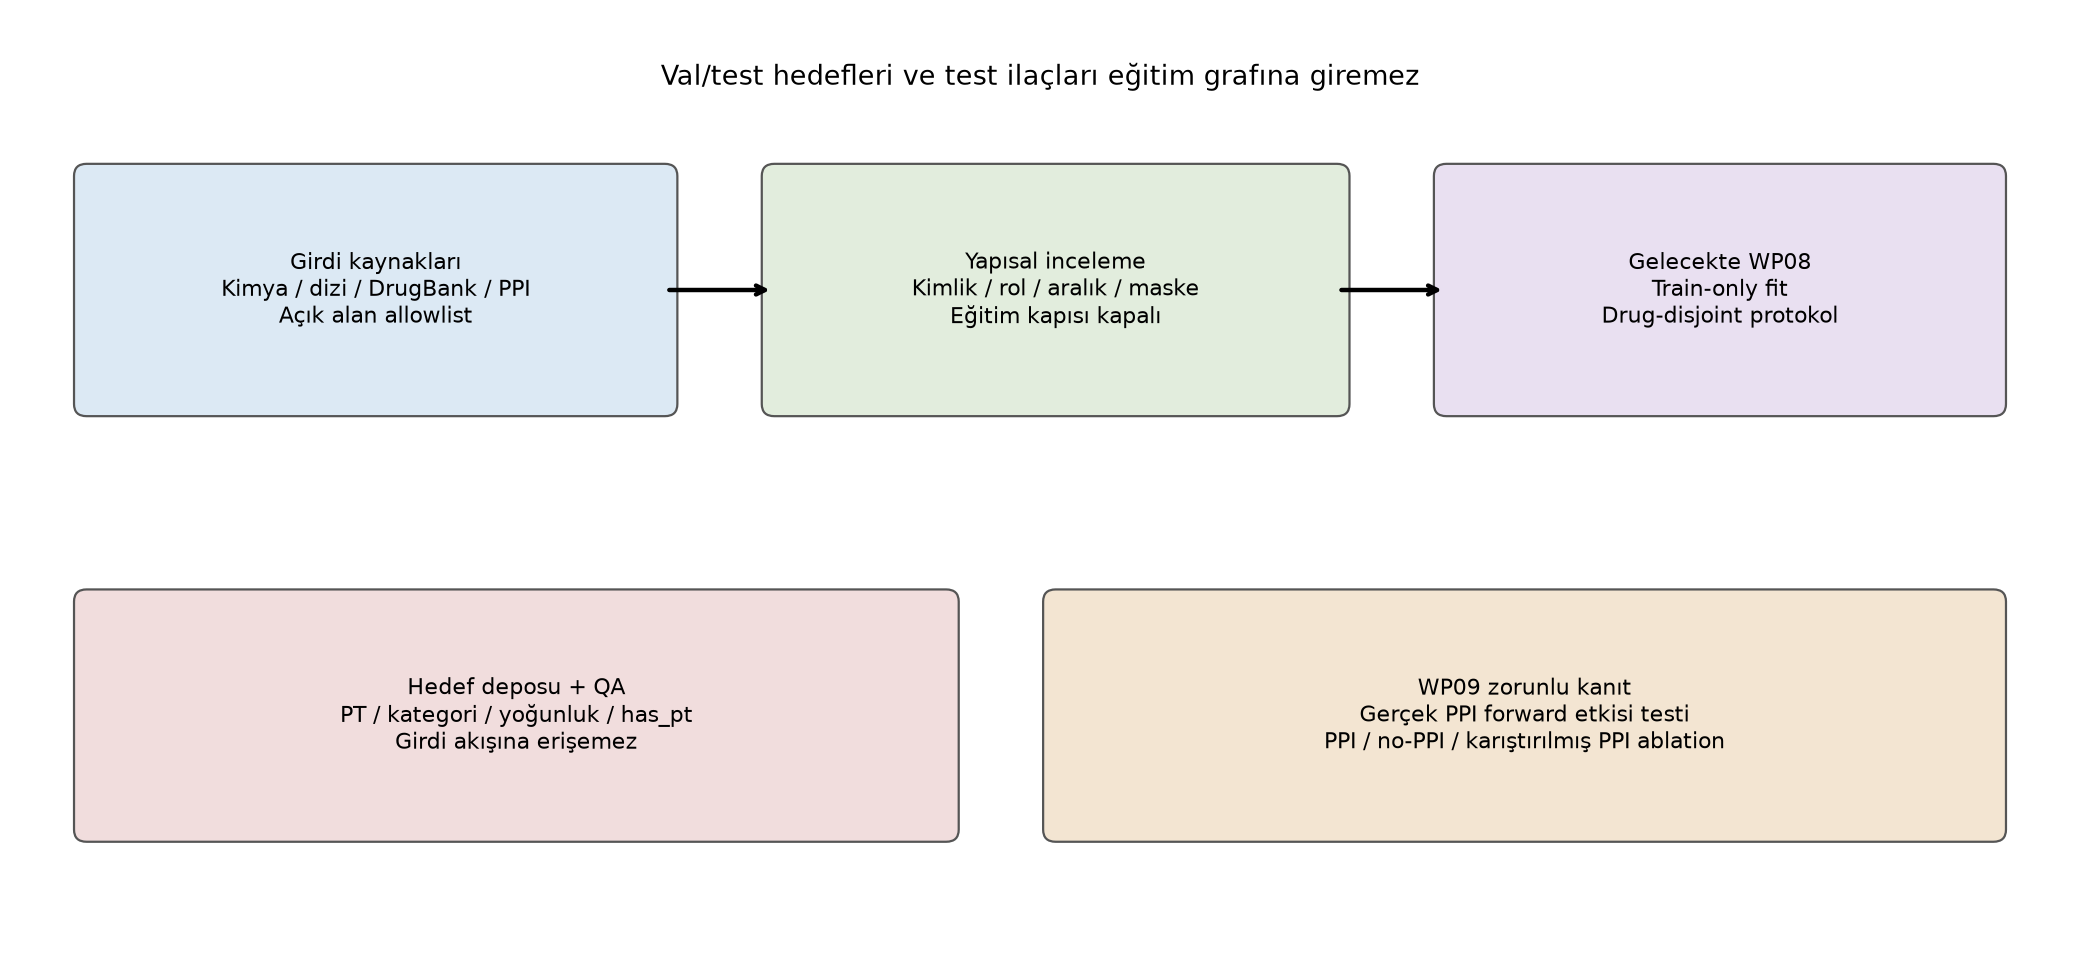 Val/test hedefleri ve test ilaçları eğitim grafına giremez
Girdi kaynakları
Kimya / dizi / DrugBank / PPI
Açık alan allowlist
Yapısal inceleme
Kimlik / rol / aralık / maske
Eğitim kapısı kapalı
Gelecekte WP08
Train-only fit
Drug-disjoint protokol
Hedef deposu + QA
PT / kategori / yoğunluk / has_pt
Girdi akışına erişemez
WP09 zorunlu kanıt
Gerçek PPI forward etkisi testi
PPI / no-PPI / karıştırılmış PPI ablation